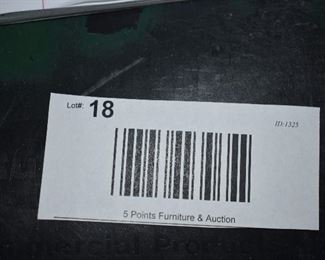 Lot#: 18
ID:1325
5 Points Furniture & Auction